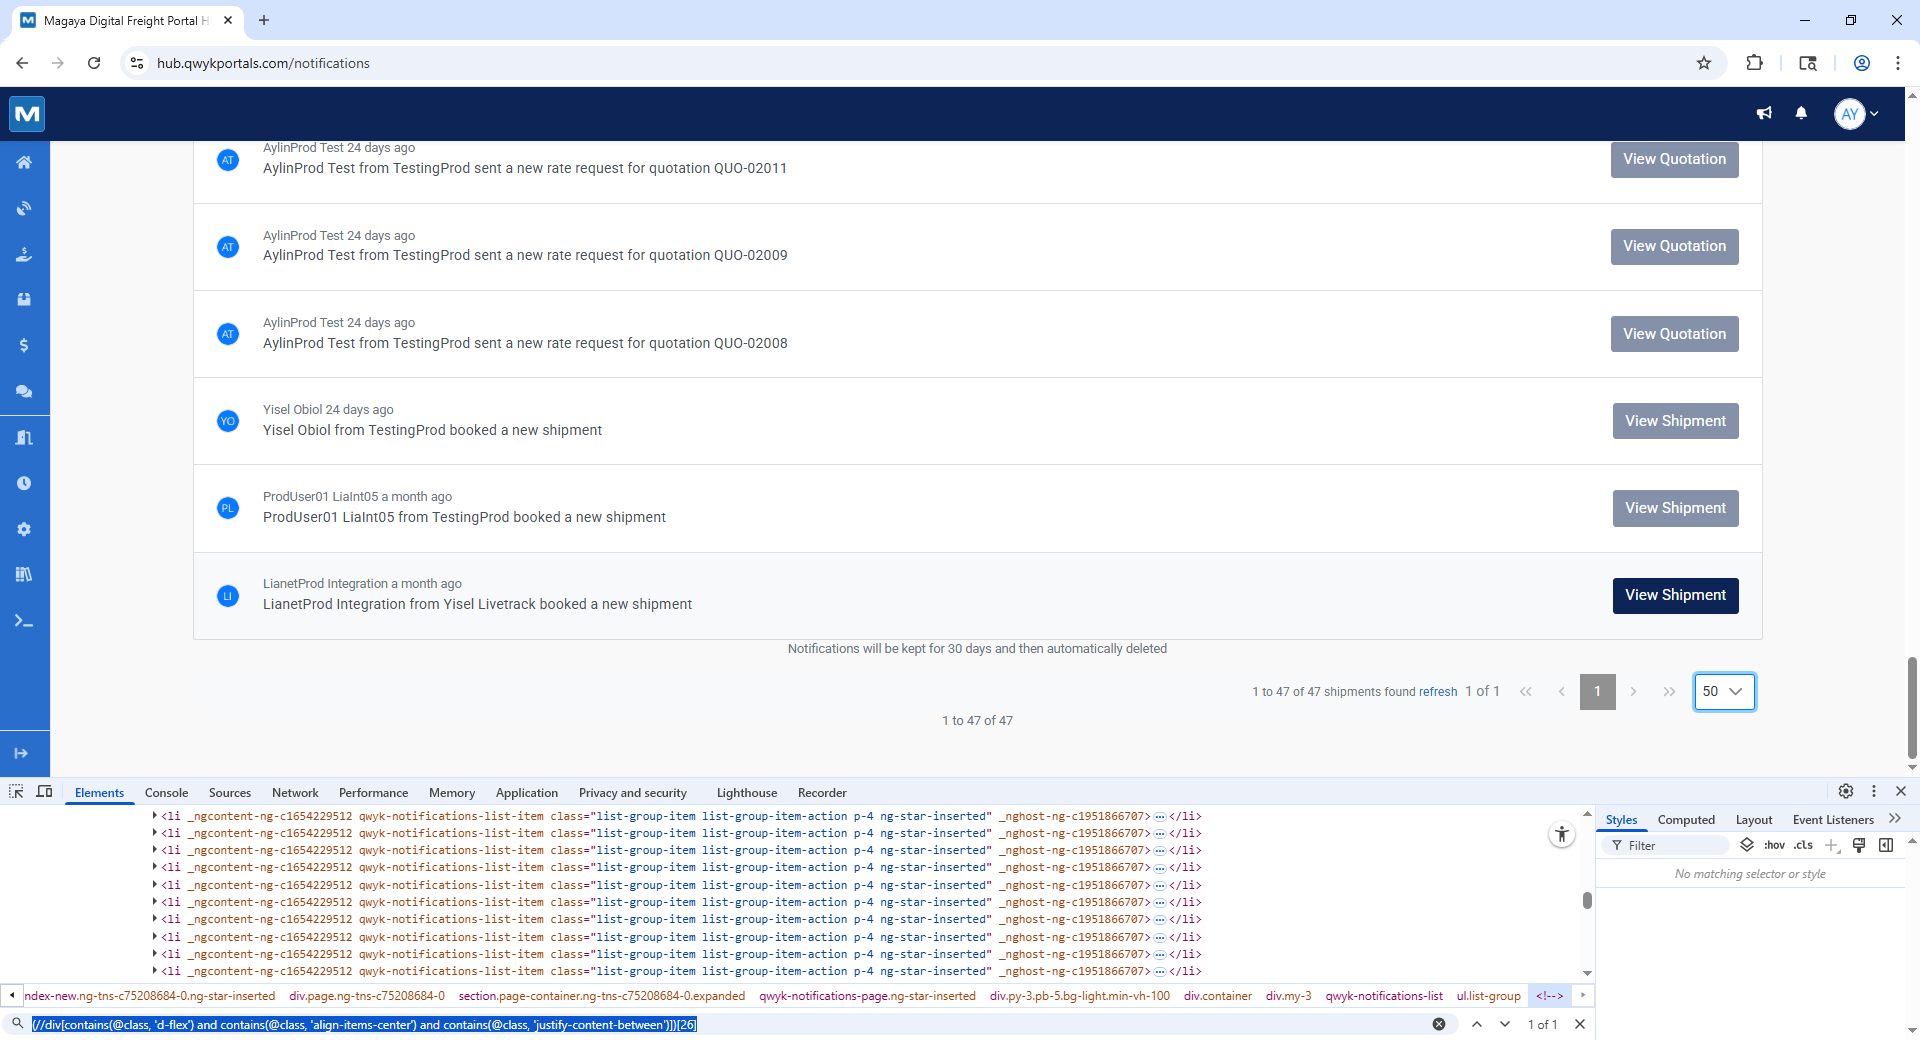 Magaya Digital Freight Portal H
hub.qwykportals.com/notifications
AY
AT
AylinProd Test 24 days ago
AylinProd Test from TestingProd sent a new rate request for quotation QUO-02011
View Quotation
AT
AylinProd Test 24 days ago
AylinProd Test from TestingProd sent a new rate request for quotation QUO-02009
View Quotation
AT
AylinProd Test 24 days ago
AylinProd Test from TestingProd sent a new rate request for quotation QUO-02008
View Quotation
YO
Yisel Obiol 24 days ago
Yisel Obiol from TestingProd booked a new shipment
View Shipment
PL
ProdUser01 LiaInt05 a month ago
ProdUser01 LiaInt05 from TestingProd booked a new shipment
View Shipment
LI
LianetProd Integration a month ago
LianetProd Integration from Yisel Livetrack booked a new shipment
View Shipment
Notifications will be kept for 30 days and then automatically deleted
1 to 47 of 47 shipments found refresh 1 of 1 « ‹ 1 › » 50
1 to 47 of 47
Elements Console Sources Network Performance Memory Application Privacy and security Lighthouse Recorder
<li _ngcontent-ng-c1654229512 qwyk-notifications-list-item class="list-group-item list-group-item-action p-4 ng-star-inserted" _nghost-ng-c1951866707>…</li>
<li _ngcontent-ng-c1654229512 qwyk-notifications-list-item class="list-group-item list-group-item-action p-4 ng-star-inserted" _nghost-ng-c1951866707>…</li>
<li _ngcontent-ng-c1654229512 qwyk-notifications-list-item class="list-group-item list-group-item-action p-4 ng-star-inserted" _nghost-ng-c1951866707>…</li>
<li _ngcontent-ng-c1654229512 qwyk-notifications-list-item class="list-group-item list-group-item-action p-4 ng-star-inserted" _nghost-ng-c1951866707>…</li>
<li _ngcontent-ng-c1654229512 qwyk-notifications-list-item class="list-group-item list-group-item-action p-4 ng-star-inserted" _nghost-ng-c1951866707>…</li>
<li _ngcontent-ng-c1654229512 qwyk-notifications-list-item class="list-group-item list-group-item-action p-4 ng-star-inserted" _nghost-ng-c1951866707>…</li>
<li _ngcontent-ng-c1654229512 qwyk-notifications-list-item class="list-group-item list-group-item-action p-4 ng-star-inserted" _nghost-ng-c1951866707>…</li>
<li _ngcontent-ng-c1654229512 qwyk-notifications-list-item class="list-group-item list-group-item-action p-4 ng-star-inserted" _nghost-ng-c1951866707>…</li>
<li _ngcontent-ng-c1654229512 qwyk-notifications-list-item class="list-group-item list-group-item-action p-4 ng-star-inserted" _nghost-ng-c1951866707>…</li>
<li _ngcontent-ng-c1654229512 qwyk-notifications-list-item class="list-group-item list-group-item-action p-4 ng-star-inserted" _nghost-ng-c1951866707>…</li>
Styles Computed Layout Event Listeners
Filter :hov .cls
No matching selector or style
ndex-new.ng-tns-c75208684-0.ng-star-inserted div.page.ng-tns-c75208684-0 section.page-container.ng-tns-c75208684-0.expanded qwyk-notifications-page.ng-star-inserted div.py-3.pb-5.bg-light.min-vh-100 div.container div.my-3 qwyk-notifications-list ul.list-group <!-->
(//div[contains(@class, 'd-flex') and contains(@class, 'align-items-center') and contains(@class, 'justify-content-between')])[26] 1 of 1